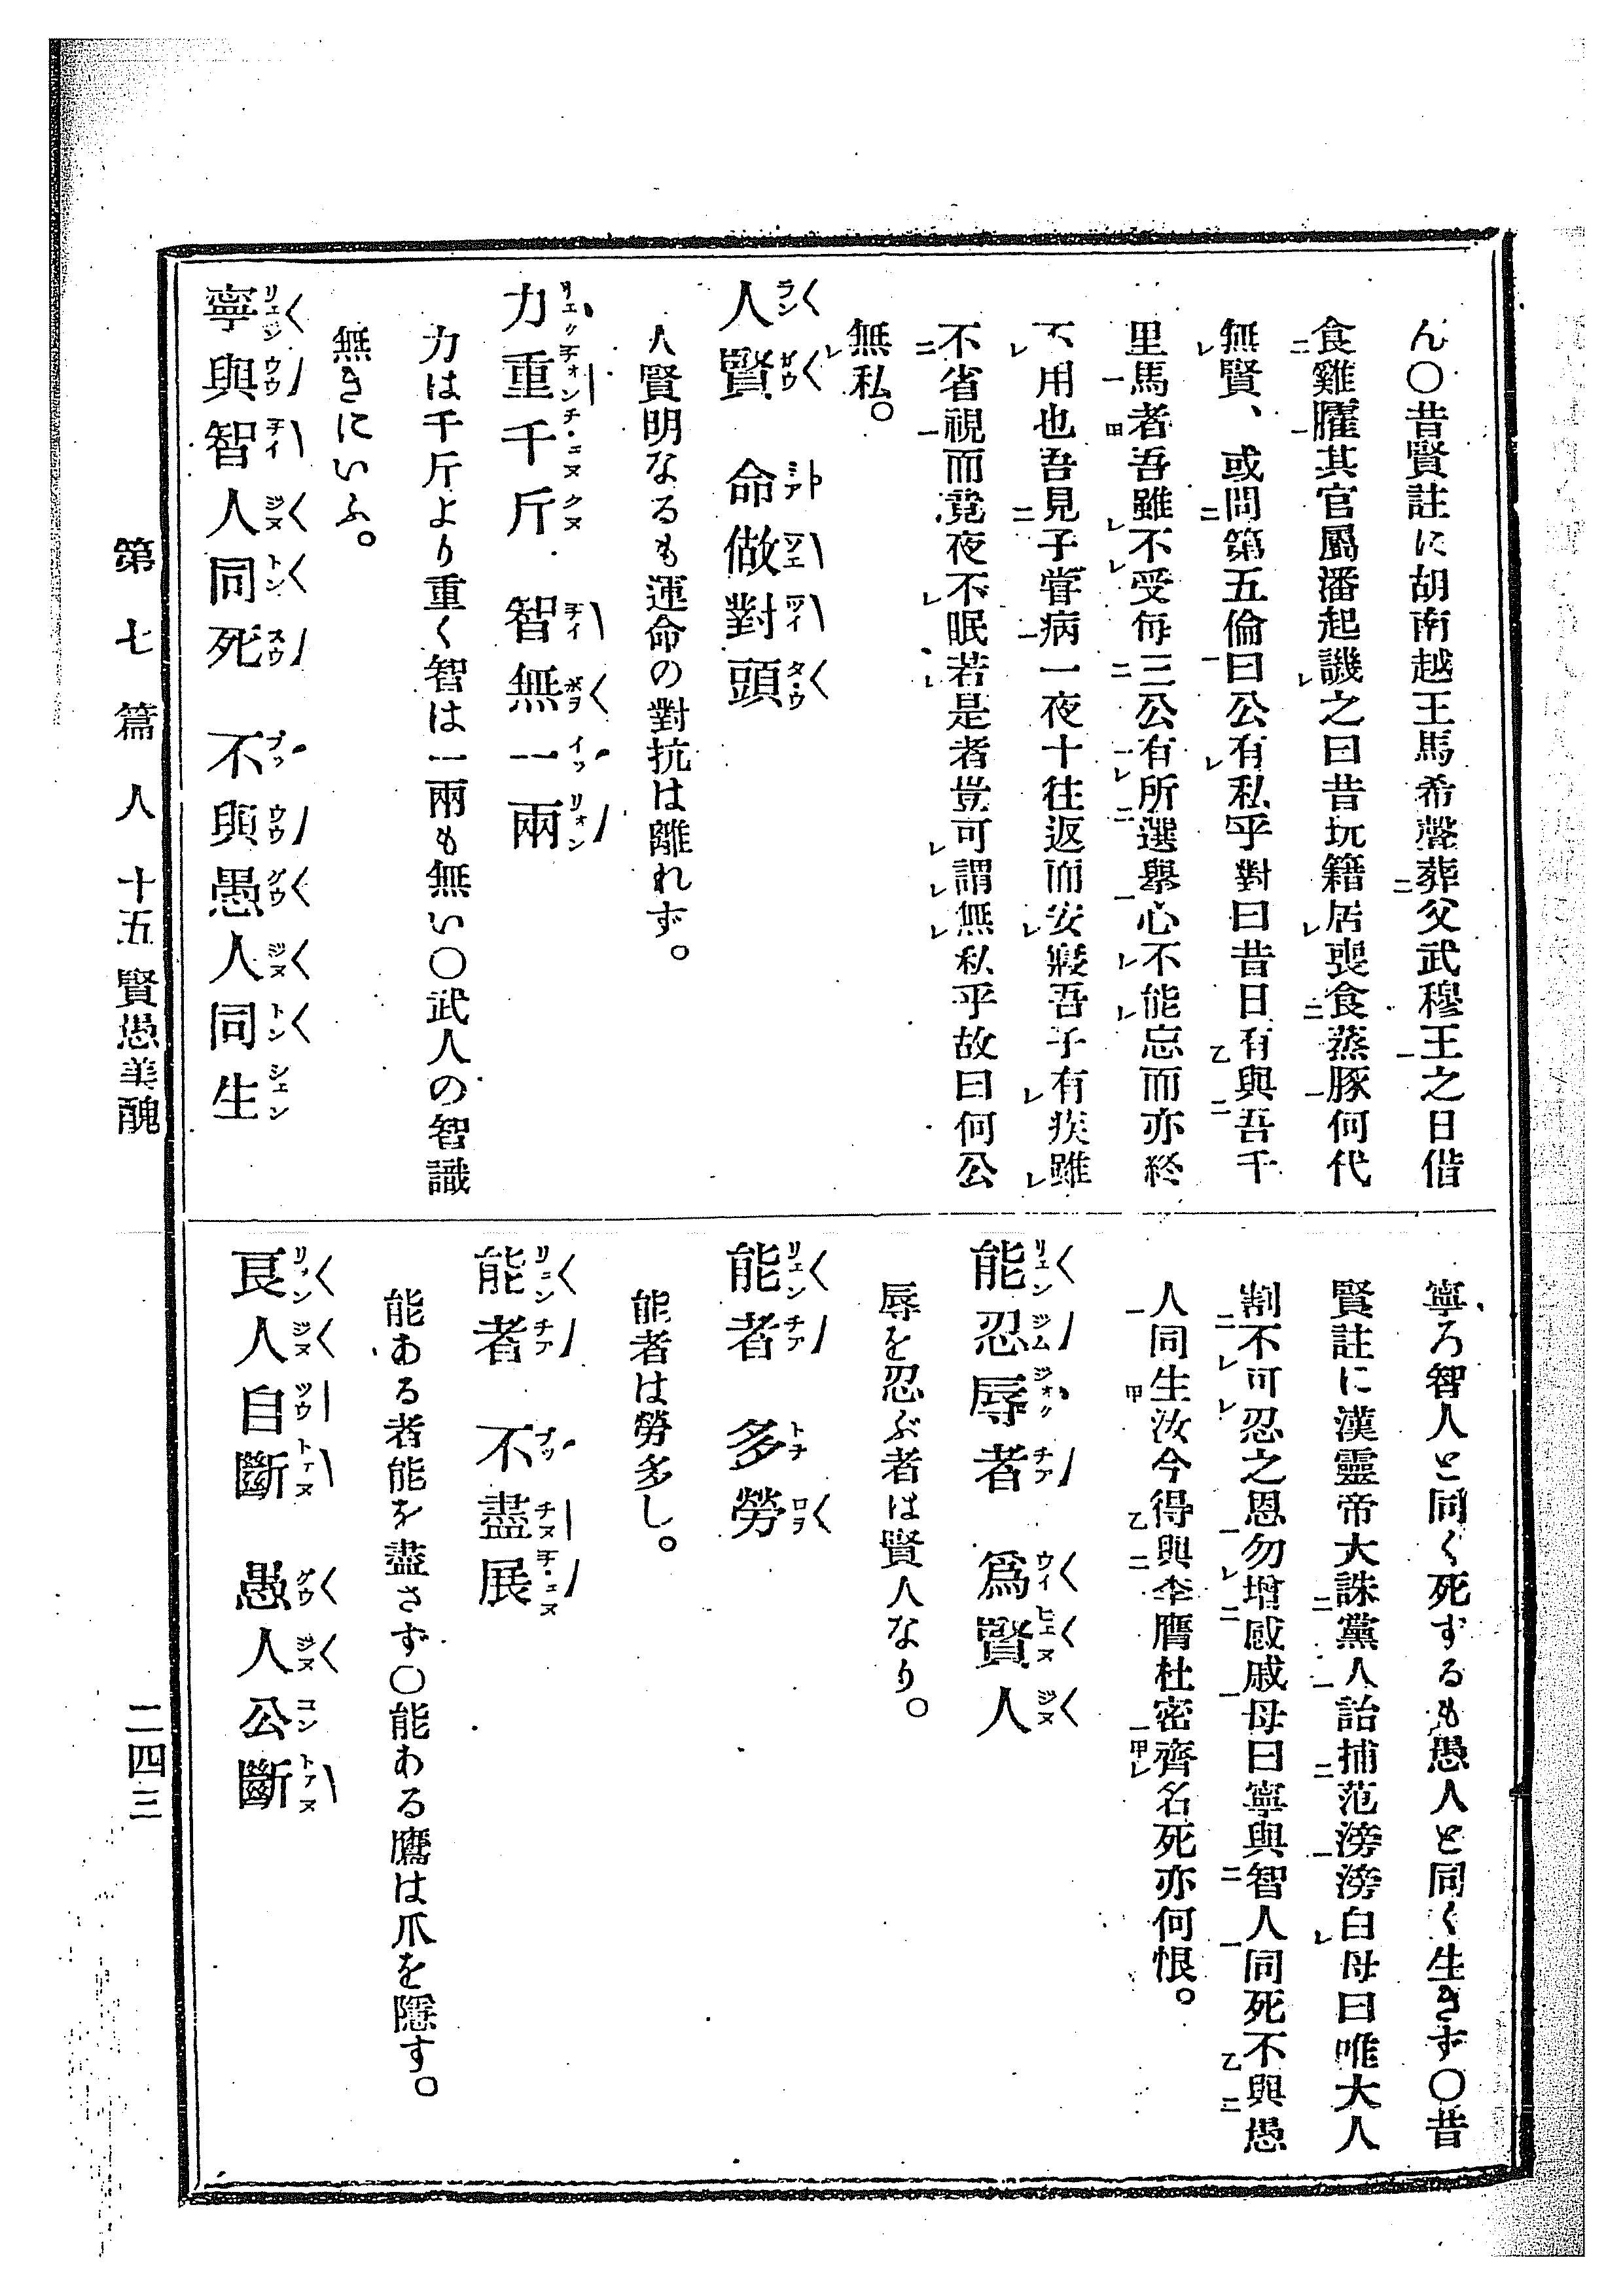 ん〇昔賢註に胡南越王馬希聲葬父武穆王之日偕
食雞臛其官屬潘起譏之曰昔阮籍居喪食蒸豚何代
無賢、或問第五倫曰公有私乎對曰昔日有與吾千
里馬者吾雖不受每三公有所選擧心不能忘而亦終
不用也吾見子嘗病一夜十往返而安寢吾子有疾雖
不省視而竟夜不眠若是者豈可謂無私乎故曰何公
無私。
人賢　命做對頭
人賢明なるも運命の對抗は離れず。
力重千斤　智無一兩
力は千斤より重く智は一兩も無い〇武人の智識
無きにいふ。
寧與智人同死　不與愚人同生
寧ろ智人と同く死ずるも愚人と同く生きず〇昔
賢註に漢靈帝大誅黨人詔捕范滂滂白母曰唯大人
割不可忍之恩勿增感戚母曰寧與智人同死不與愚
人同生汝今得與李膺杜密齊名死亦何恨。
能忍辱者　爲賢人
辱を忍ぶ者は賢人なり。
能者　多勞
能者は勞多し。
能者　不盡展
能ある者能を盡さず〇能ある鷹は爪を隱す。
良人自斷　愚人公斷
第七篇　人　十五　賢愚美醜
二四三